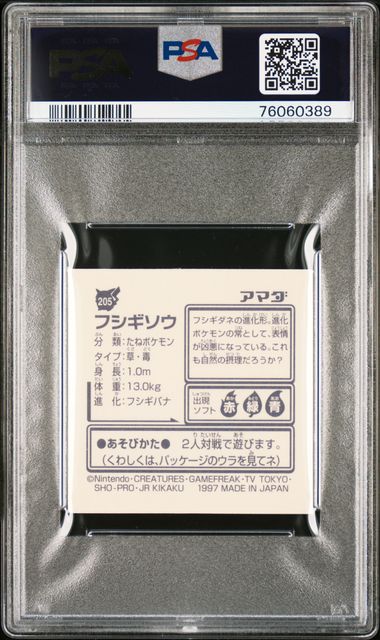 PSA
PSA
76060389
205
フシギソウ
アマダ
分類:たねポケモン
タイプ:草・毒
身長:1.0m
体重:13.0kg
進化:フシギバナ
フシギダネの進化形。進化
ポケモンの常として、表情
が凶悪になっている。これ
も自然の摂理だろうか?
出現
ソフト
赤 緑 青
●あそびかた● 2人対戦で遊びます。
(くわしくは、パッケージのウラを見てネ)
©Nintendo・CREATURES・GAMEFREAK・TV TOKYO・
SHO-PRO・JR KIKAKU 1997 MADE IN JAPAN